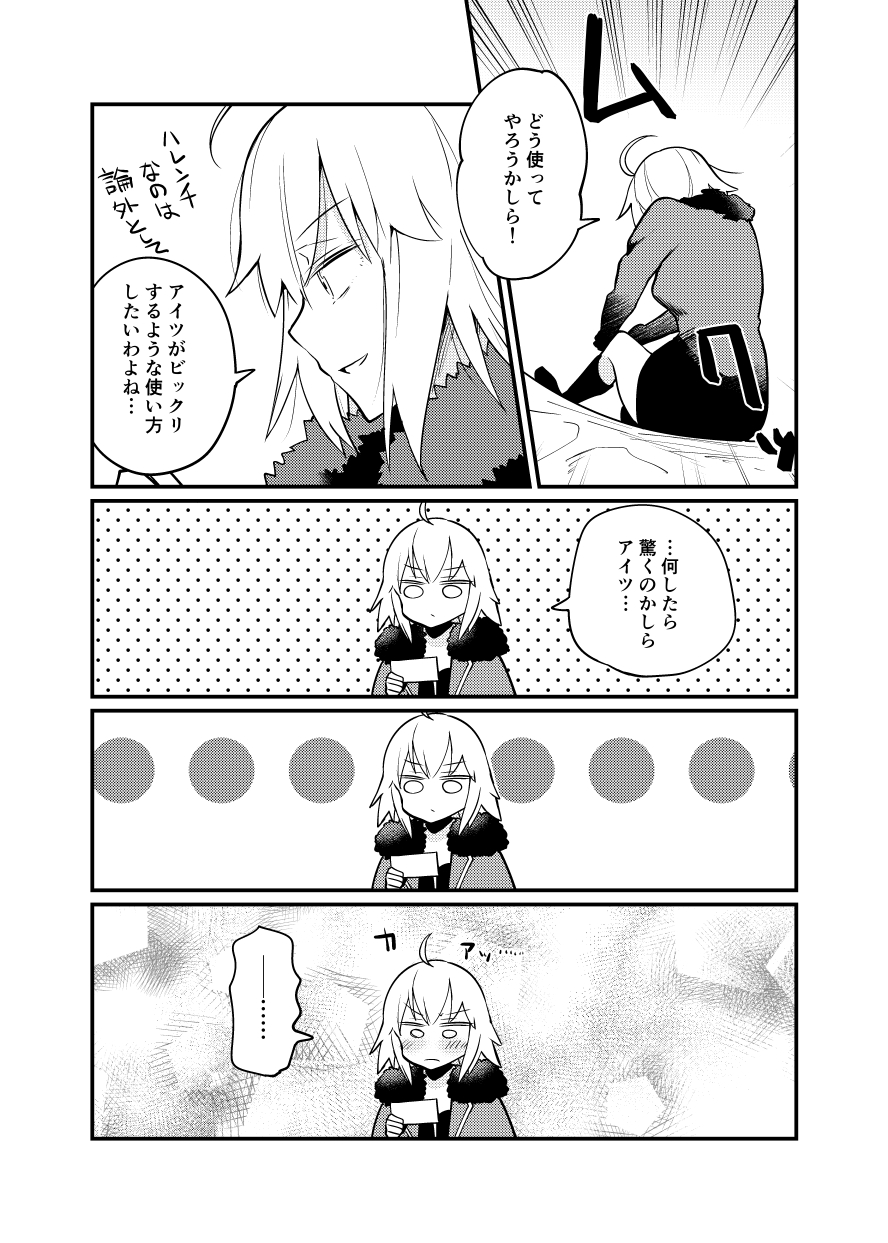 ムクッ
どう使って
やろうかしら！
ハレンチ
なのは
論外として
アイツがビックリ
するような使い方
したいわよね…
…何したら
驚くのかしら
アイツ…
カアッ……
―………